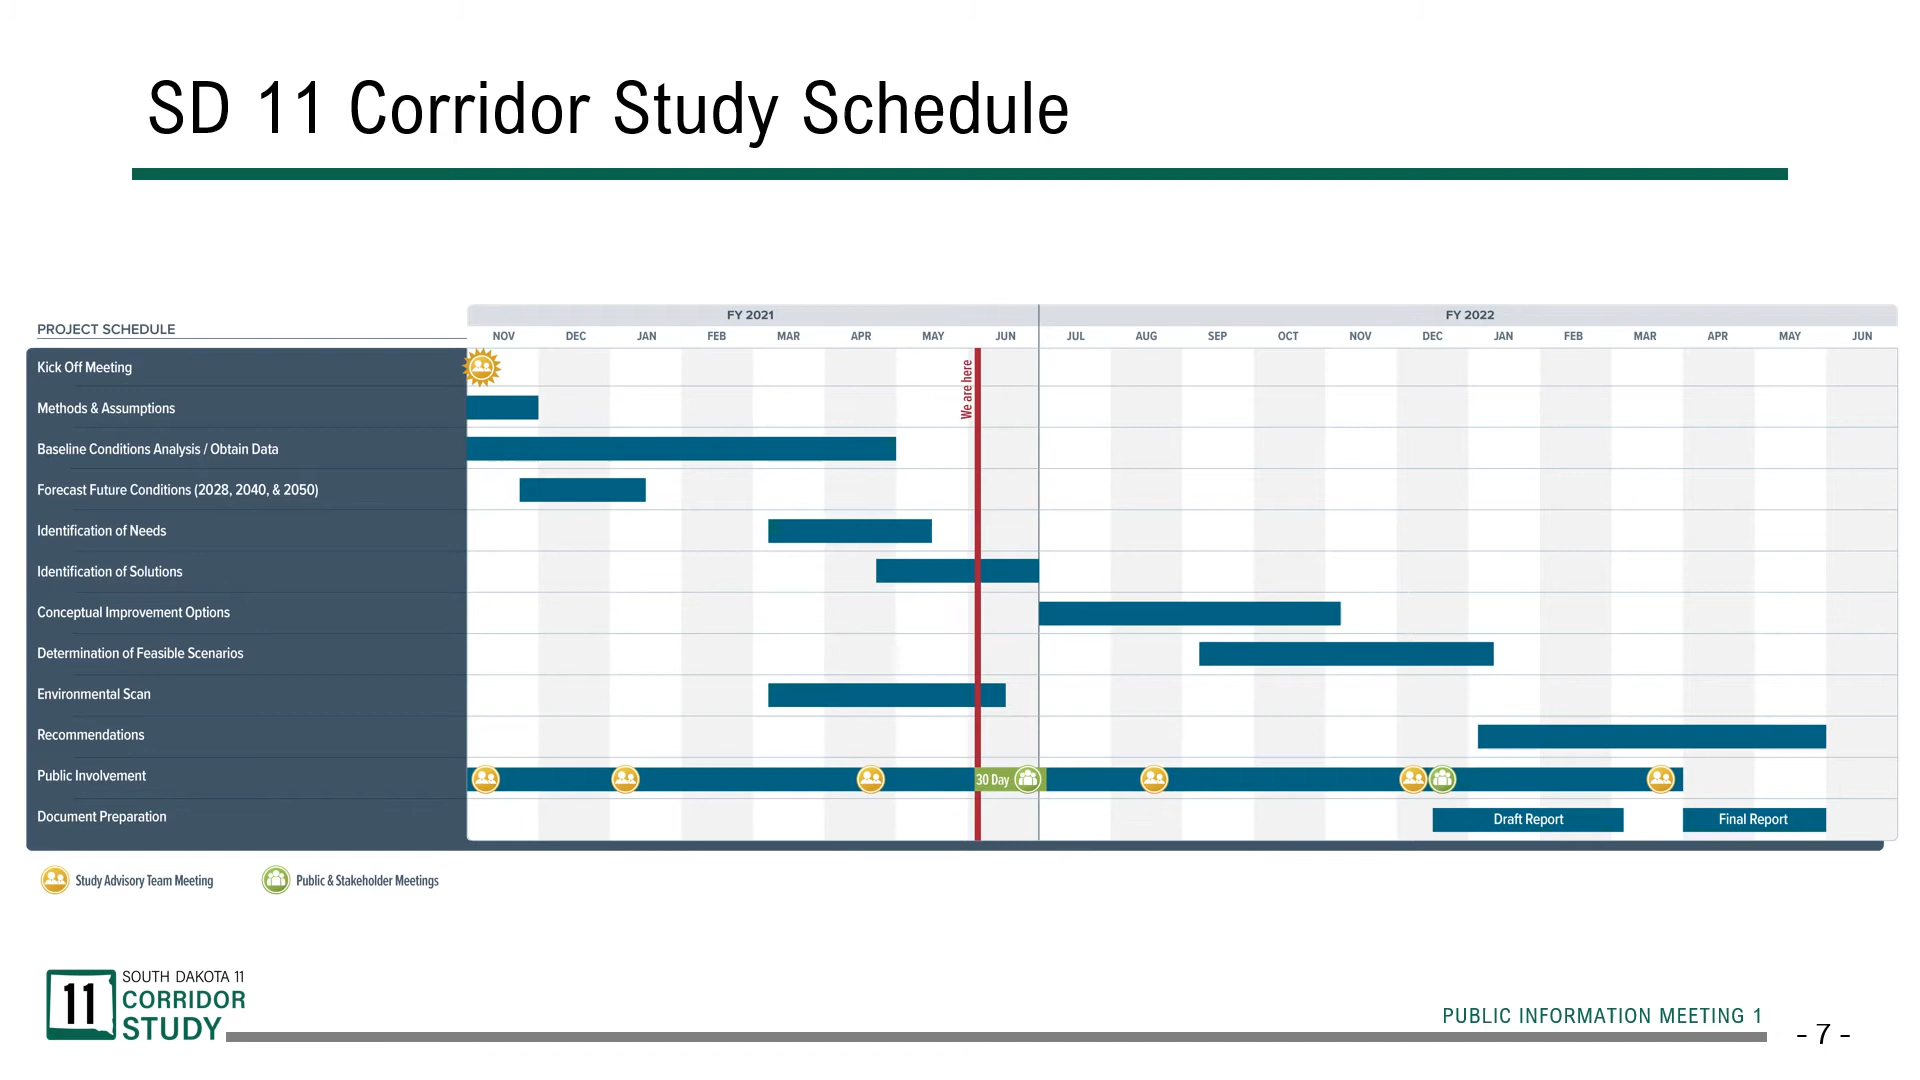 SD 11 Corridor Study Schedule
FY 2021 FY 2022
PROJECT SCHEDULE
NOV DEC JAN FEB MAR APR MAY JUN JUL AUG SEP OCT NOV DEC JAN FEB MAR APR MAY JUN
Kick Off Meeting
We are here
Methods & Assumptions
Baseline Conditions Analysis / Obtain Data
Forecast Future Conditions (2028, 2040, & 2050)
Identification of Needs
Identification of Solutions
Conceptual Improvement Options
Determination of Feasible Scenarios
Environmental Scan
Recommendations
Public Involvement
30 Day
Document Preparation
Draft Report Final Report
Study Advisory Team Meeting Public & Stakeholder Meetings
11
SOUTH DAKOTA 11
CORRIDOR
STUDY
PUBLIC INFORMATION MEETING 1
- 7 -